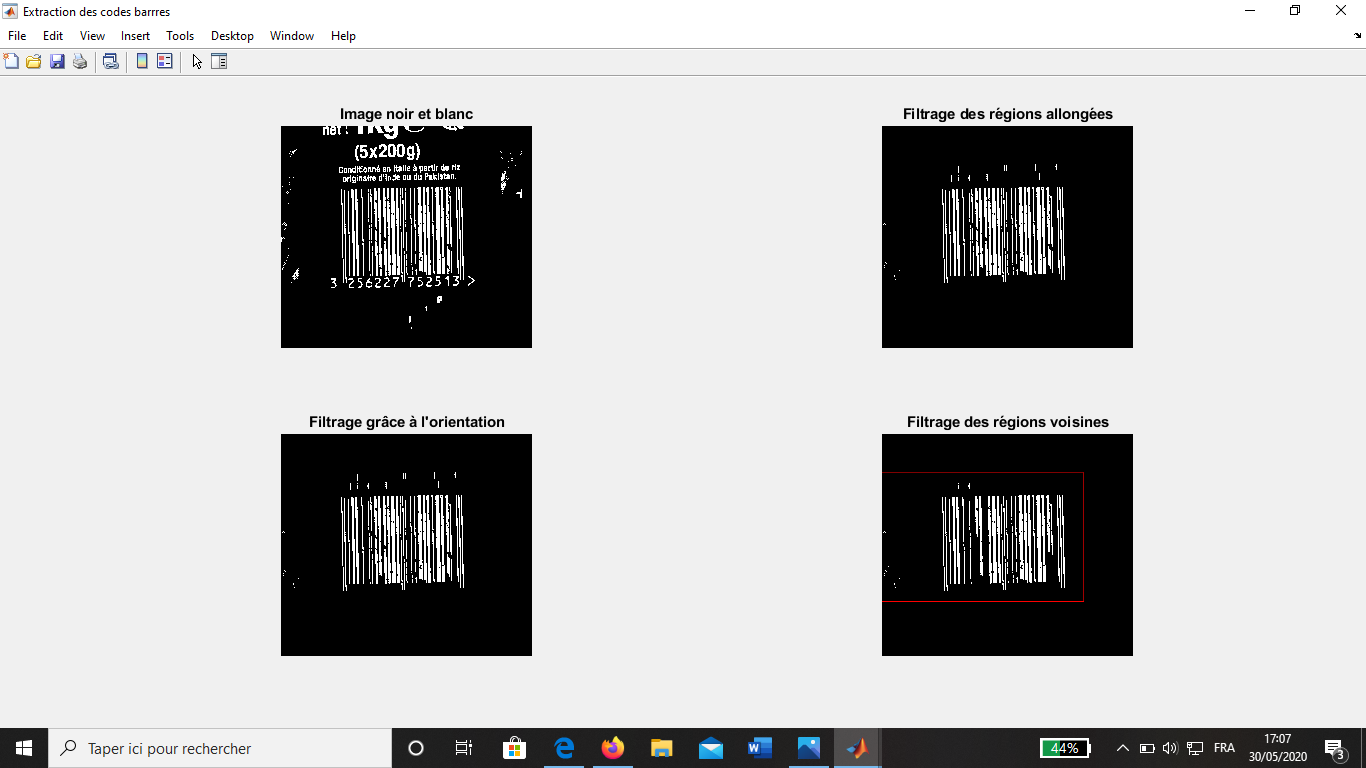 Extraction des codes barrres
File Edit View Insert Tools Desktop Window Help
Image noir et blanc
net : 1kg e
(5x200g)
Conditionné en Italie à partir de riz
originaire d'Inde ou du Pakistan.
3 256227 752513 >
Filtrage des régions allongées
Filtrage grâce à l'orientation
Filtrage des régions voisines
Taper ici pour rechercher
44%
FRA
17:07
30/05/2020
3